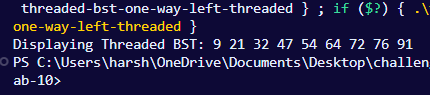 threaded-bst-one-way-left-threaded } ; if ($?) { .\
one-way-left-threaded }
Displaying Threaded BST: 9 21 32 47 54 64 72 76 91
PS C:\Users\harsh\OneDrive\Documents\Desktop\challen
ab-10>